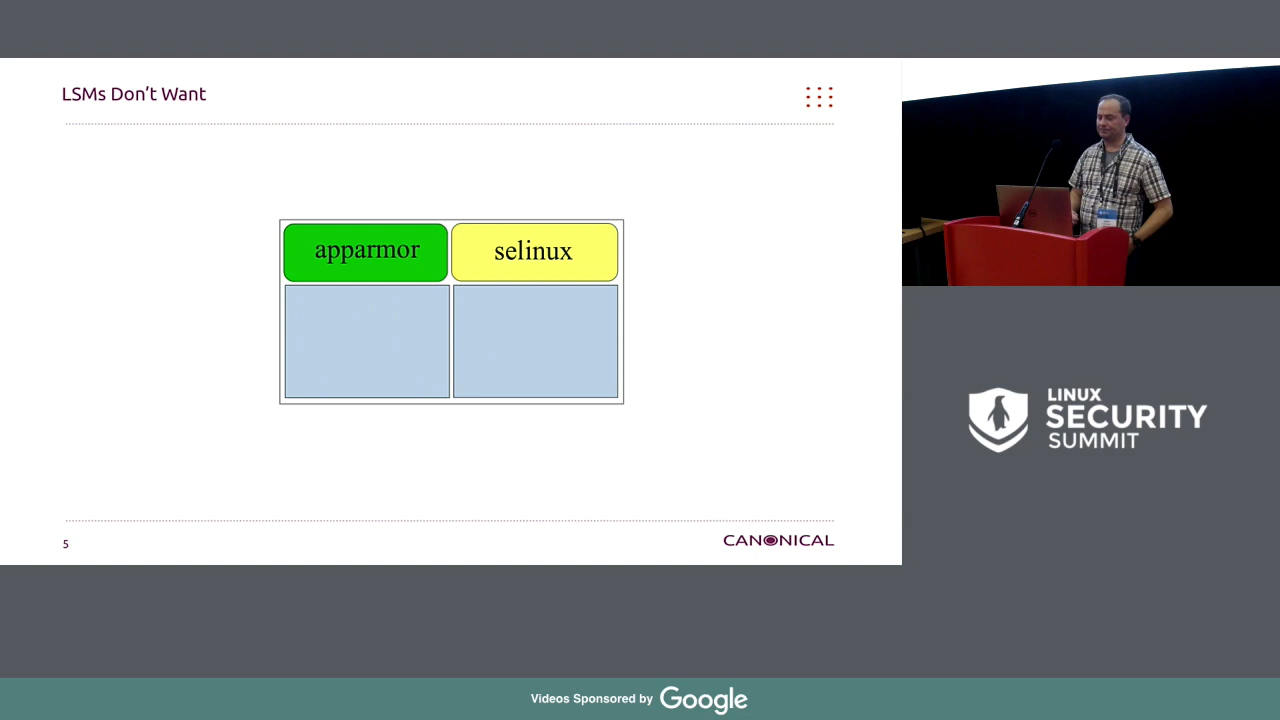 LSMs Don’t Want
apparmor
selinux
5
CANONICAL
LINUX
SECURITY
SUMMIT
Videos Sponsored by Google